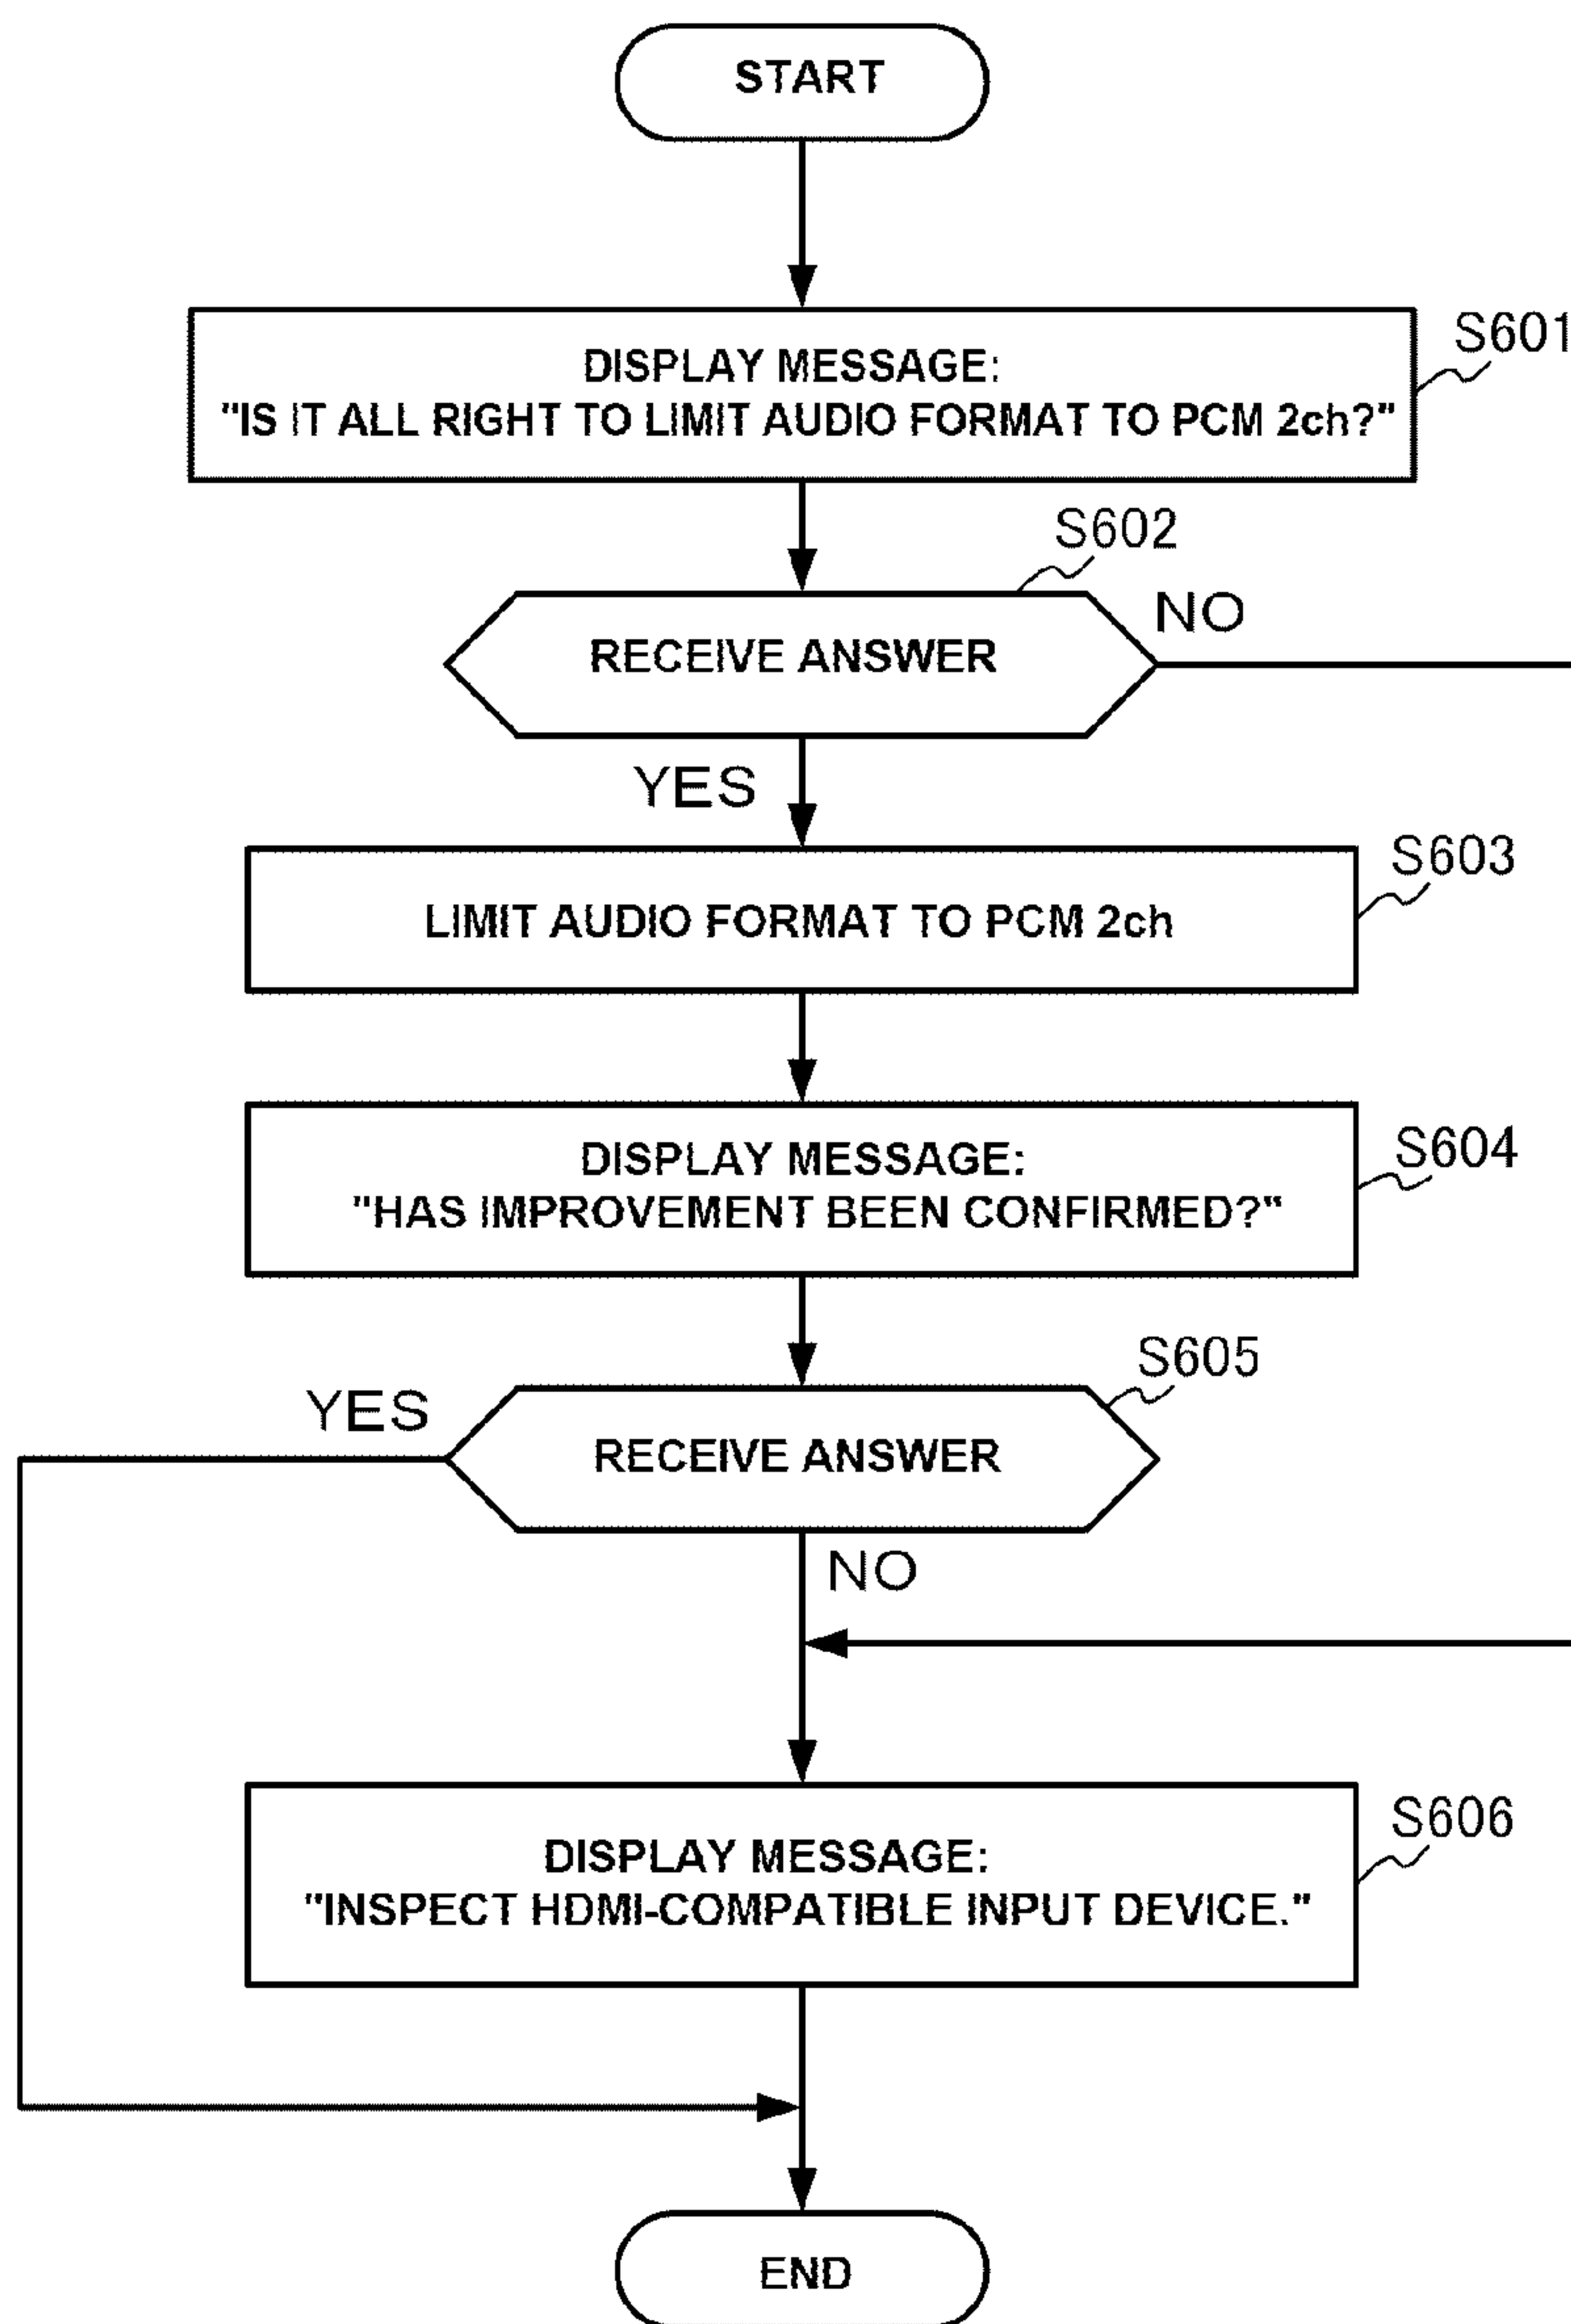 START
S601
DISPLAY MESSAGE:
"IS IT ALL RIGHT TO LIMIT AUDIO FORMAT TO PCM 2ch?"
S602
RECEIVE ANSWER
NO
YES
S603
LIMIT AUDIO FORMAT TO PCM 2ch
S604
DISPLAY MESSAGE:
"HAS IMPROVEMENT BEEN CONFIRMED?"
S605
YES
RECEIVE ANSWER
NO
S606
DISPLAY MESSAGE:
"INSPECT HDMI-COMPATIBLE INPUT DEVICE."
END